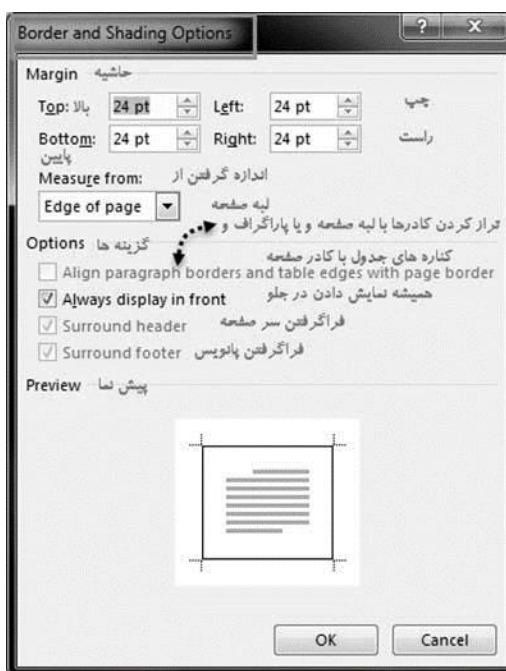 Border and Shading Options
Margin حاشیه
Top: بالا 24 pt Left: 24 pt چپ
Bottom: 24 pt Right: 24 pt راست
پایین
Measure from: اندازه گرفتن از
Edge of page لبه صفحه
تراز کردن کادرها با لبه صفحه و یا پاراگراف و
Options گزینه ها
کناره های جدول با کادر صفحه
Align paragraph borders and table edges with page border
Always display in front همیشه نمایش دادن در جلو
Surround header فراگرفتن سر صفحه
Surround footer فراگرفتن پانویس
Preview پیش نما
OK Cancel